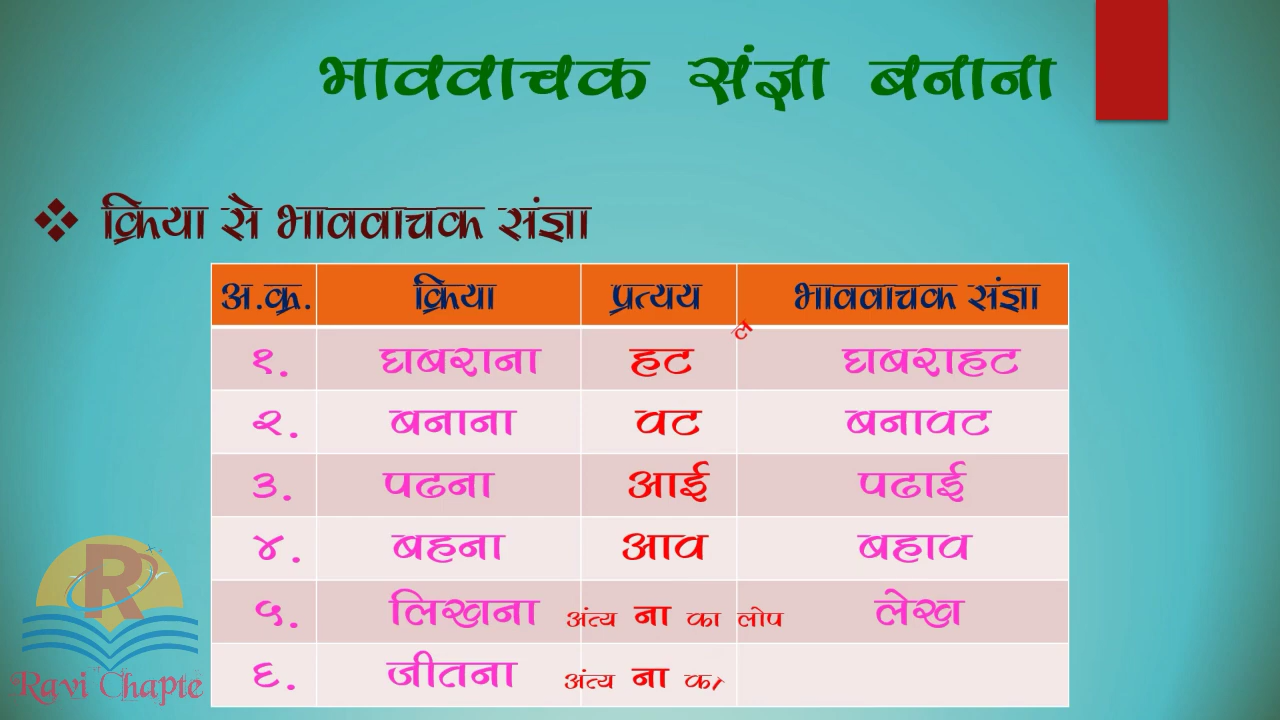 भाववाचक संज्ञा बनाना
❖ क्रिया से भाववाचक संज्ञा
अ.क्र. क्रिया प्रत्यय भाववाचक संज्ञा
ल
१. घबराना हट घबराहट
२. बनाना वट बनावट
३. पढना आई पढाई
४. बहना आव बहाव
५. लिखना अंत्य ना का लोप लेख
६. जीतना अंत्य ना का
R
Ravi Chapte